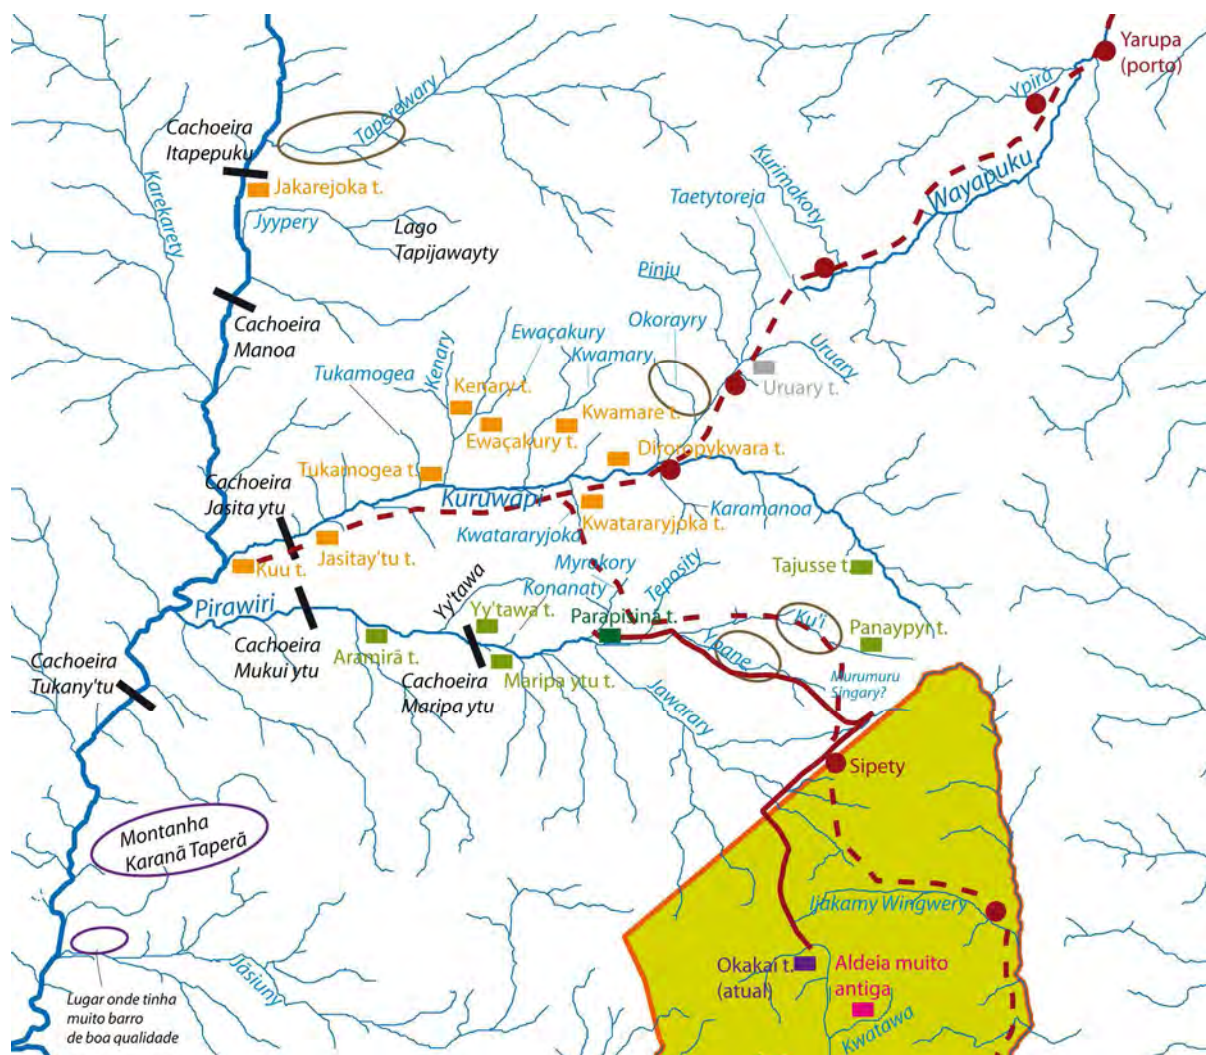 Yarupa
(porto)
Ypirá
Taperewary
Cachoeira
Itapepuku
Jakarejoka t.
Karekarety
Jyypery
Lago
Tapijawayty
Kurimakoty
Wayapuku
Taetytoreja
Pinju
Cachoeira
Manoa
Okorayry
Ewaçakury
Kwamary
Uruary
Uruary t.
Tukamogea
Kenary
Kenary t.
Kwamare t.
Ewaçakury t.
Diroropykwara t.
Tukamogea t.
Cachoeira
Jasita ytu
Kuruwapi
Karamanoa
Kwatararyjoka
Kwatararyjoka t.
Jasitay'tu t.
Kuu t.
Myrokory
Teposity
Tajusse t.
Konanaty
Yy'tawa
Yy'tawa t.
Pirawiri
Parapisinã t.
Ku'i
Panaypyr t.
Ypane
Cachoeira
Mukui ytu
Aramirã t.
Maripa ytu t.
Cachoeira
Maripa ytu
Cachoeira
Tukany'tu
Jawarary
Murumuru
Singary?
Sipety
Montanha
Karanã Taperã
Ijakamy Wingwery
Okakai t.
(atual)
Aldeia muito
antiga
Jãsiuny
Lugar onde tinha
muito barro
de boa qualidade
Kwatawa